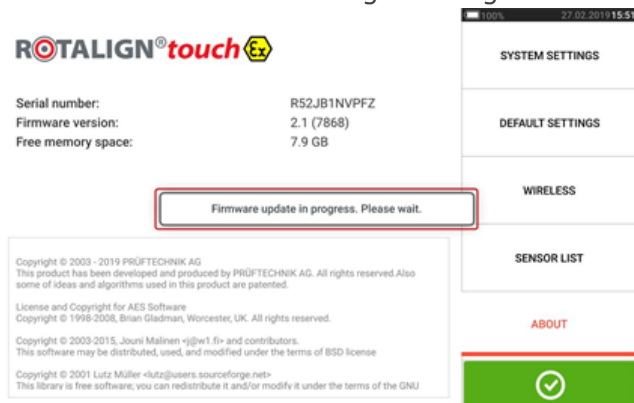 100% 27.02.2019 15:51
ROTALIGN® touch Ex
SYSTEM SETTINGS
Serial number: R52JB1NVPFZ
Firmware version: 2.1 (7868)
Free memory space: 7.9 GB
DEFAULT SETTINGS
WIRELESS
Firmware update in progress. Please wait.
SENSOR LIST
Copyright © 2003 - 2019 PRÜFTECHNIK AG
This product has been developed and produced by PRÜFTECHNIK AG. All rights reserved.Also
some of ideas and algorithms used in this product are patented.
License and Copyright for AES Software
Copyright © 1998-2008, Brian Gladman, Worcester, UK. All rights reserved.
Copyright © 2003-2015, Jouni Malinen <j@w1.fi> and contributors.
This software may be distributed, used, and modified under the terms of BSD license
ABOUT
Copyright © 2001 Lutz Müller <lutz@users.sourceforge.net>
This library is free software; you can redistribute it and/or modify it under the terms of the GNU